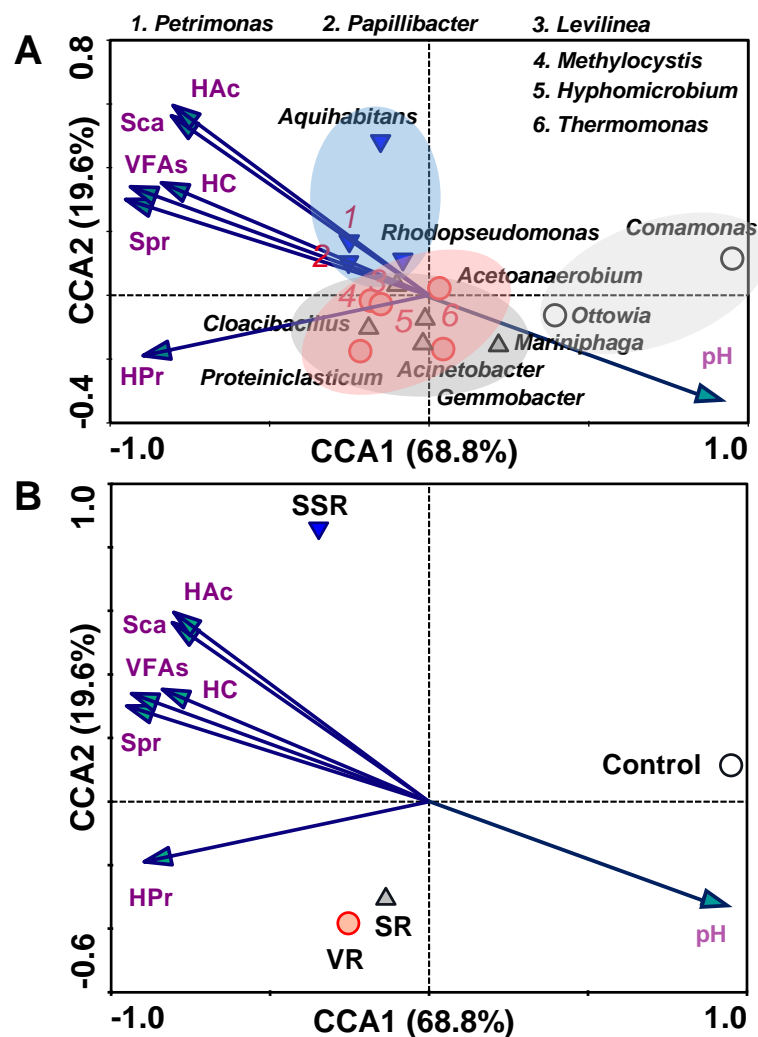 A
1. Petrimonas 2. Papillibacter 3. Levilinea
4. Methylocystis
5. Hyphomicrobium
6. Thermomonas
0.8
HAc
Sca
Aquihabitans
VFAs
HC
1
Spr
Rhodopseudomonas
Comamonas
2
3
Acetoanaerobium
4
5
6
Cloacibacillus
Ottowia
Mariniphaga
HPr
Proteiniclasticum
Acinetobacter
pH
Gemmobacter
CCA2 (19.6%)
-0.4
-1.0
CCA1 (68.8%)
1.0
B
1.0
SSR
HAc
Sca
VFAs
HC
Spr
Control
CCA2 (19.6%)
HPr
SR
pH
VR
-0.6
-1.0
CCA1 (68.8%)
1.0